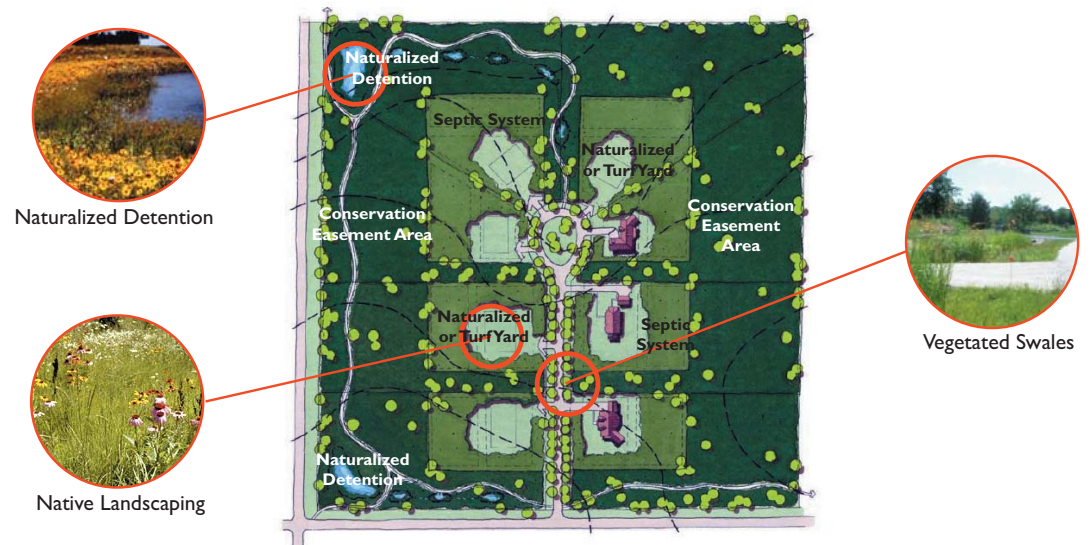 Naturalized
Detention
Septic System
Naturalized
or Turf Yard
Naturalized Detention
Conservation
Easement Area
Conservation
Easement
Area
Naturalized
or Turf Yard
Septic
System
Vegetated Swales
Naturalized
Detention
Native Landscaping